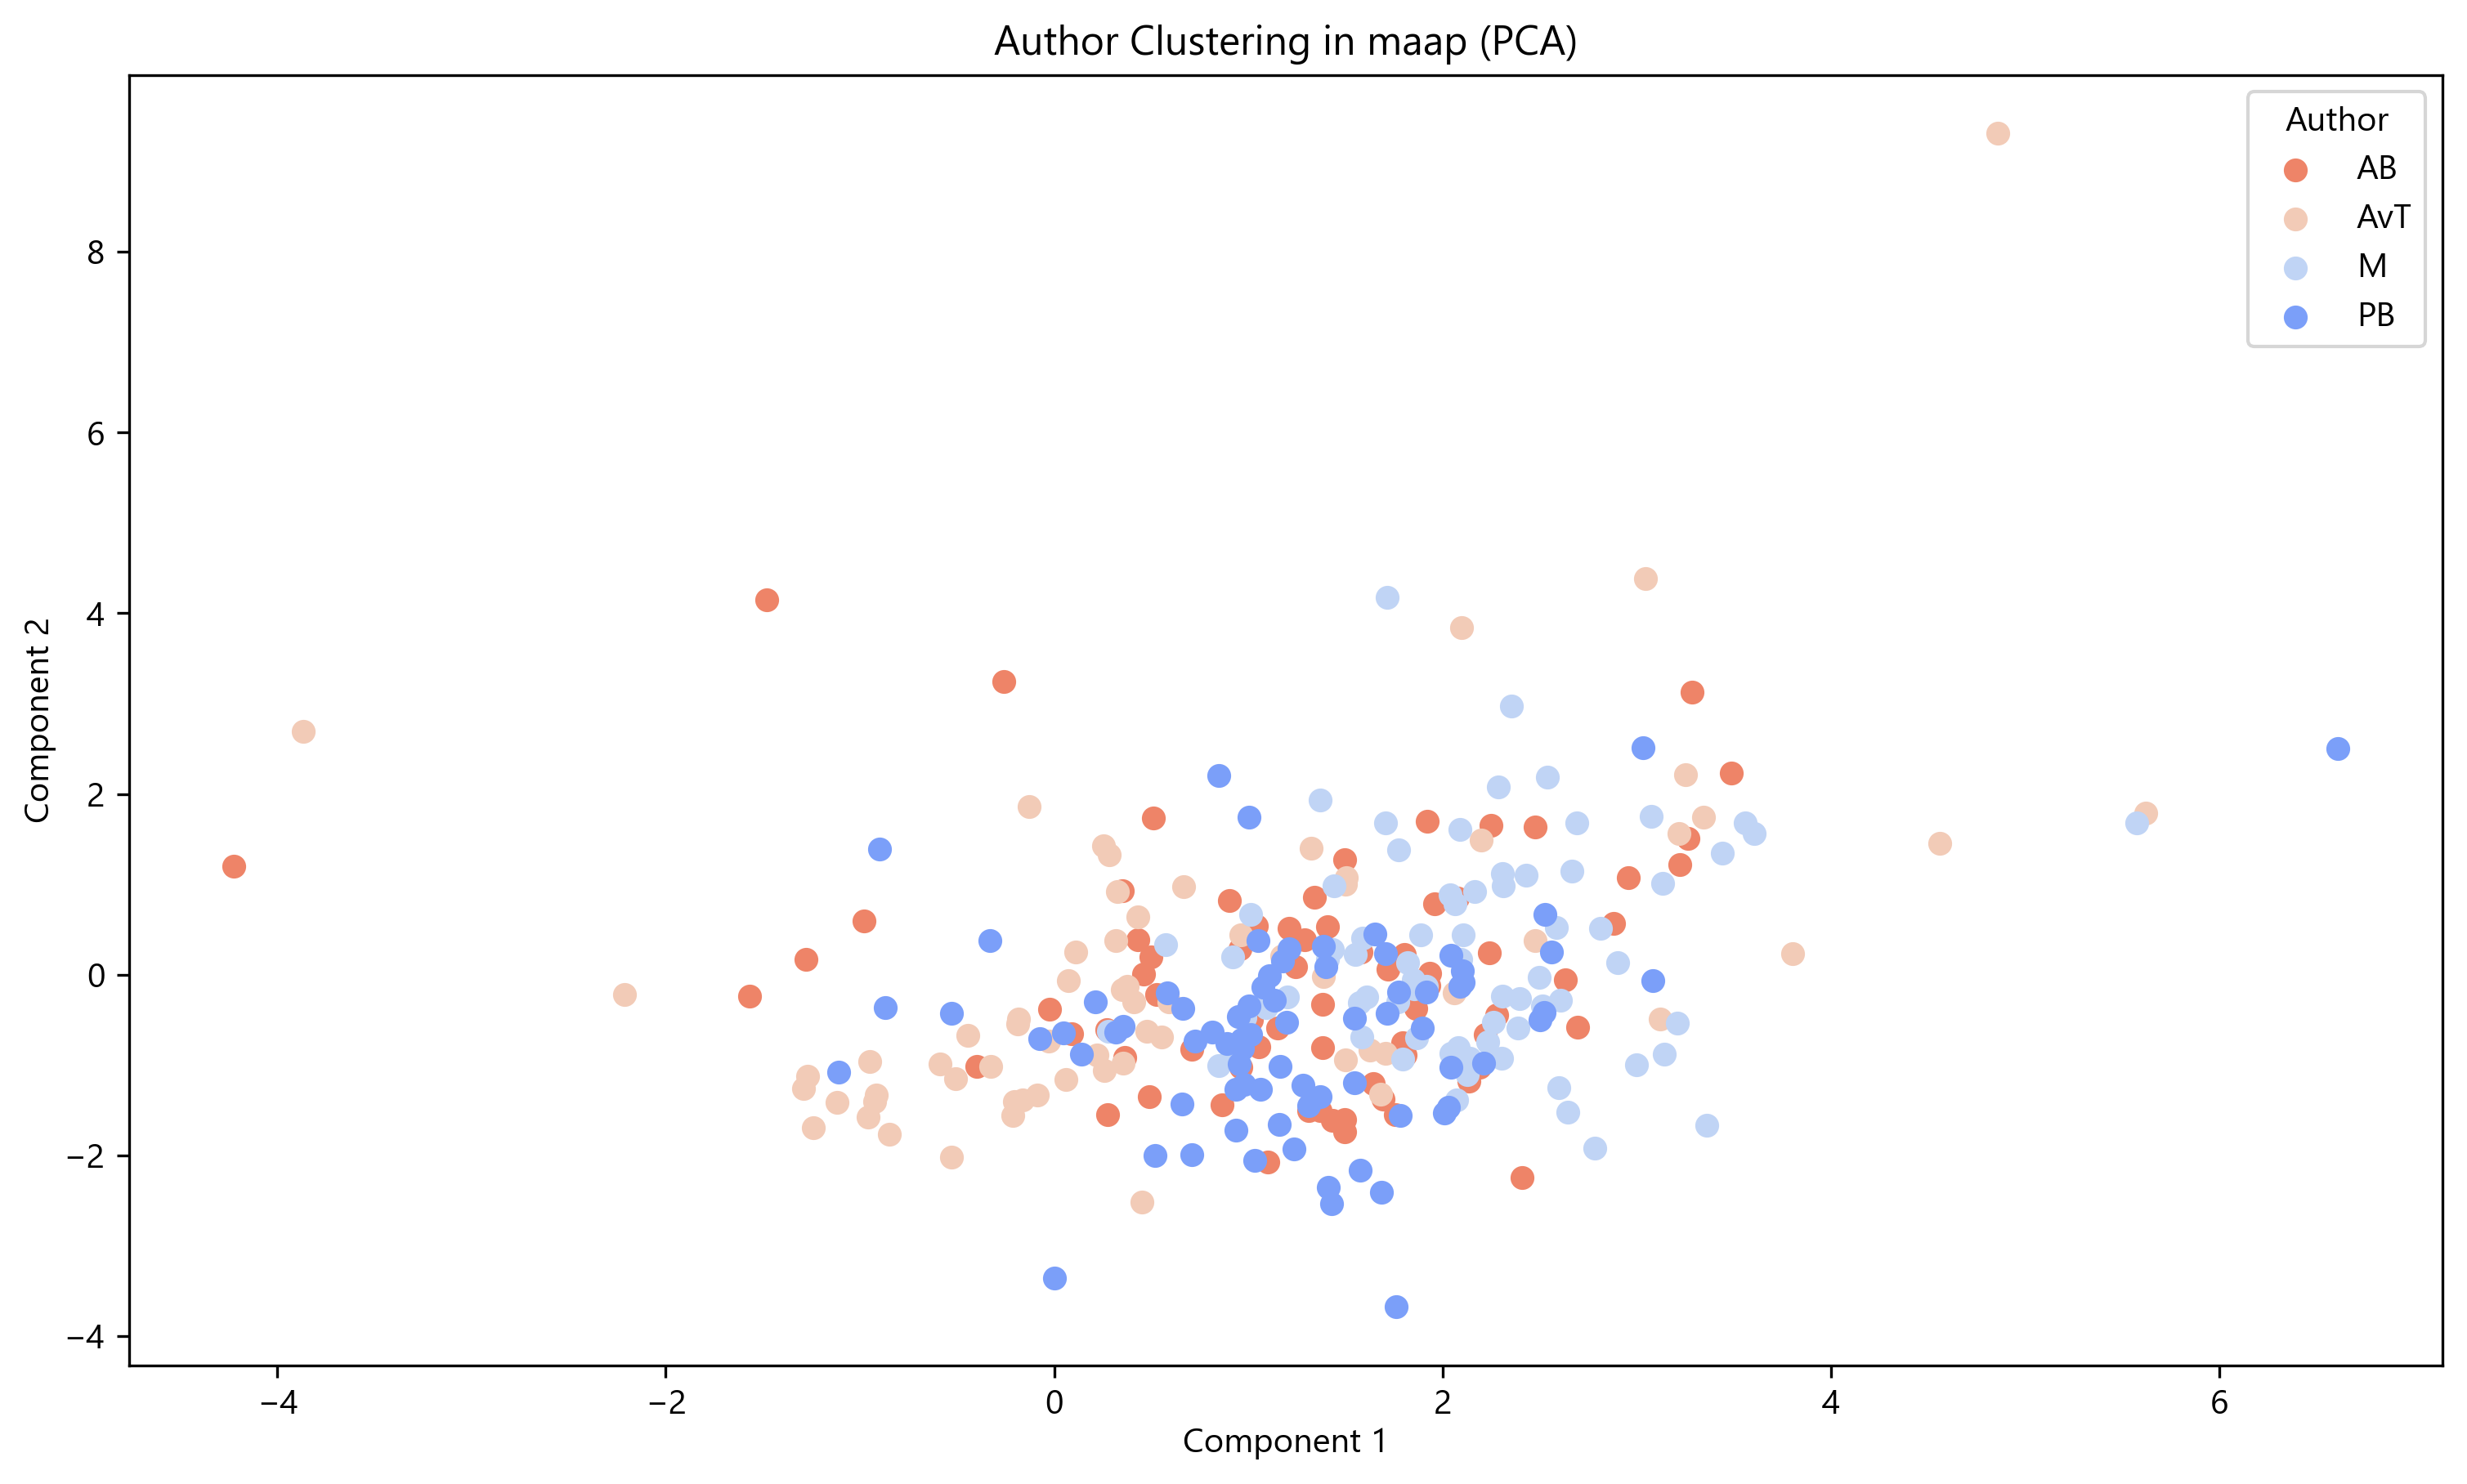 Author Clustering in maap (PCA)
Author
AB
AvT
M
PB
8
6
4
2
0
−2
−4
Component 2
−4
−2
0
2
4
6
Component 1